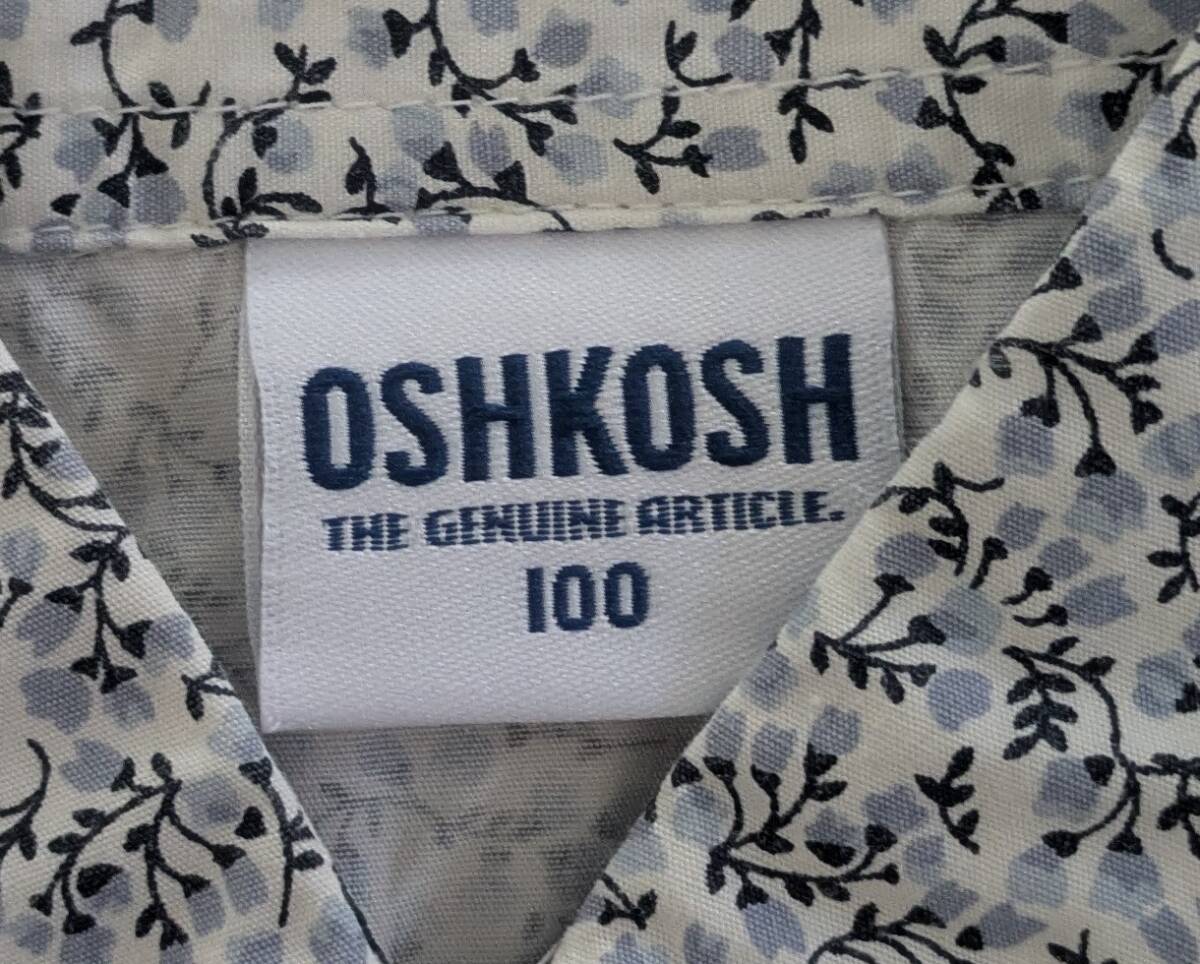 OSHKOSH
THE GENUINE ARTICLE.
100